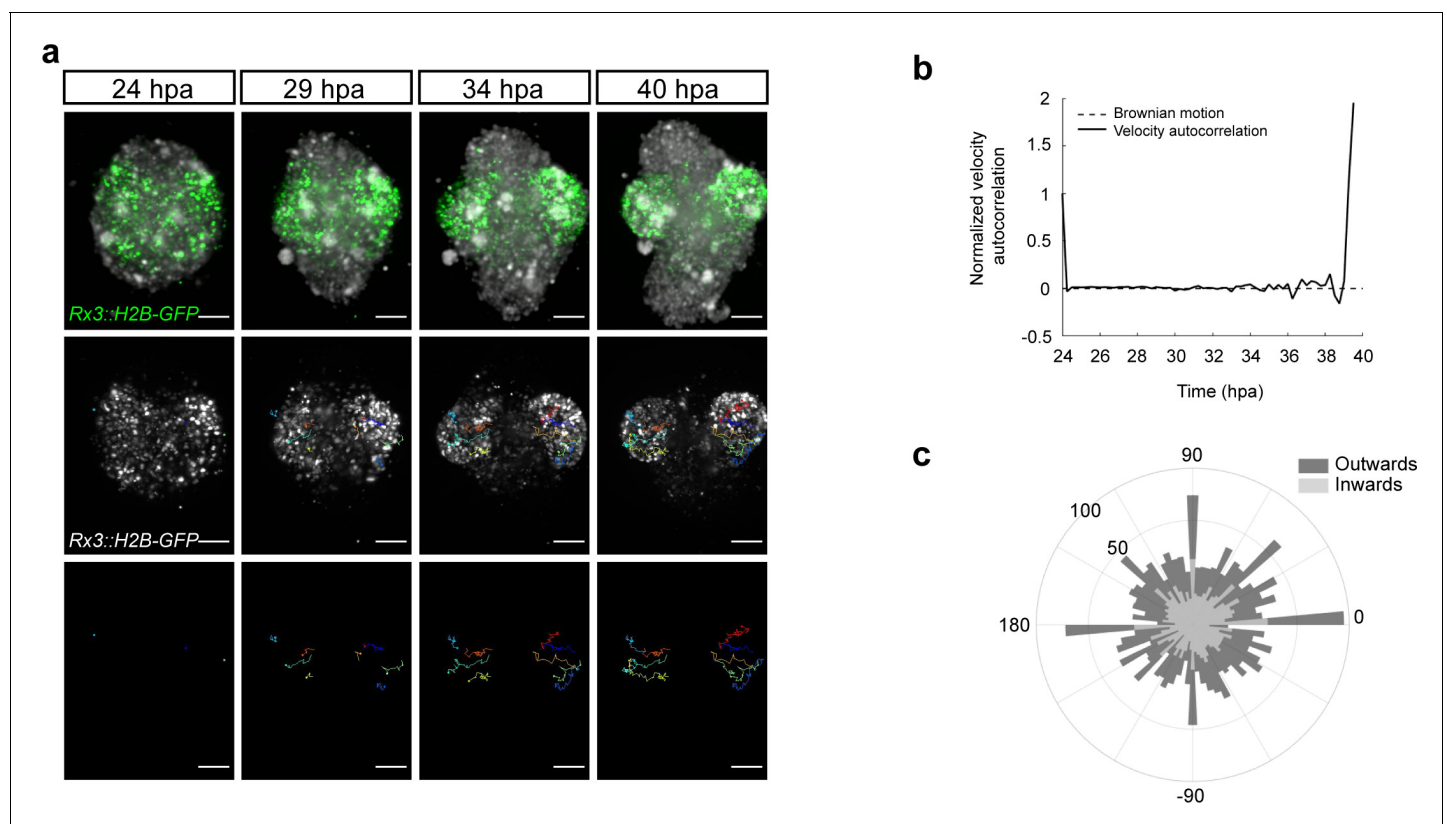 a
24 hpa
29 hpa
34 hpa
40 hpa
Rx3::H2B-GFP
Rx3::H2B-GFP
b
2
1.5
1
0.5
0
-0.5
Normalized velocity
autocorrelation
Brownian motion
Velocity autocorrelation
24 26 28 30 32 34 36 38 40
Time (hpa)
c
Outwards
Inwards
90
100
50
180
0
-90